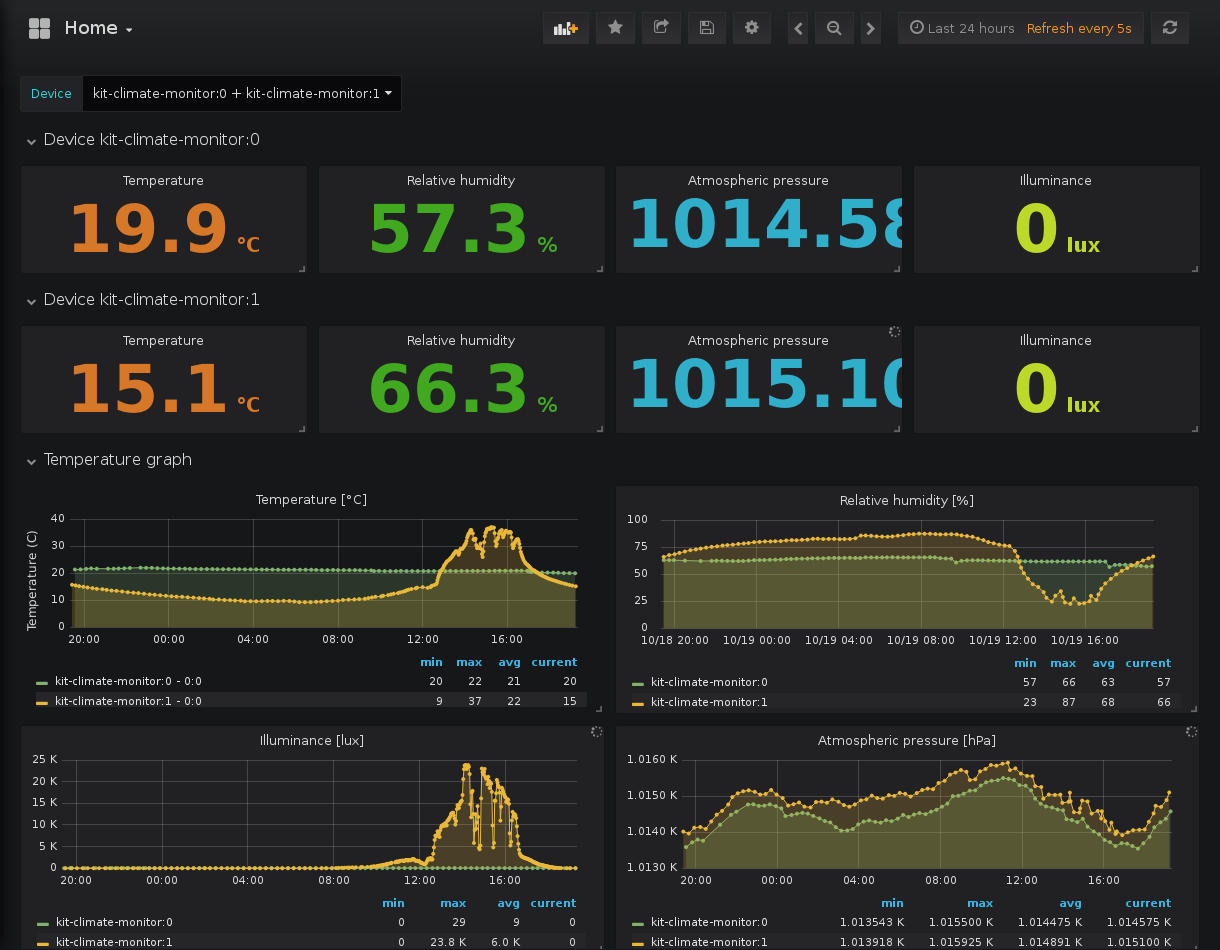 Home
Last 24 hours Refresh every 5s
Device kit-climate-monitor:0 + kit-climate-monitor:1
Device kit-climate-monitor:0
Temperature Relative humidity Atmospheric pressure Illuminance
19.9 °C 57.3 % 1014.58 0 lux
Device kit-climate-monitor:1
Temperature Relative humidity Atmospheric pressure Illuminance
15.1 °C 66.3 % 1015.10 0 lux
Temperature graph
Temperature [°C]
Temperature (C)
40
30
20
10
0
20:00 00:00 04:00 08:00 12:00 16:00
min max avg current
kit-climate-monitor:0 - 0:0 20 22 21 20
kit-climate-monitor:1 - 0:0 9 37 22 15
Relative humidity [%]
100
75
50
25
0
10/18 20:00 10/19 00:00 10/19 04:00 10/19 08:00 10/19 12:00 10/19 16:00
min max avg current
kit-climate-monitor:0 57 66 63 57
kit-climate-monitor:1 23 87 68 66
Illuminance [lux]
25 K
20 K
15 K
10 K
5 K
0
20:00 00:00 04:00 08:00 12:00 16:00
min max avg current
kit-climate-monitor:0 0 29 9 0
kit-climate-monitor:1 0 23.8 K 6.0 K 0
Atmospheric pressure [hPa]
1.0160 K
1.0150 K
1.0140 K
1.0130 K
20:00 00:00 04:00 08:00 12:00 16:00
min max avg current
kit-climate-monitor:0 1.013543 K 1.015500 K 1.014475 K 1.014575 K
kit-climate-monitor:1 1.013918 K 1.015925 K 1.014891 K 1.015100 K